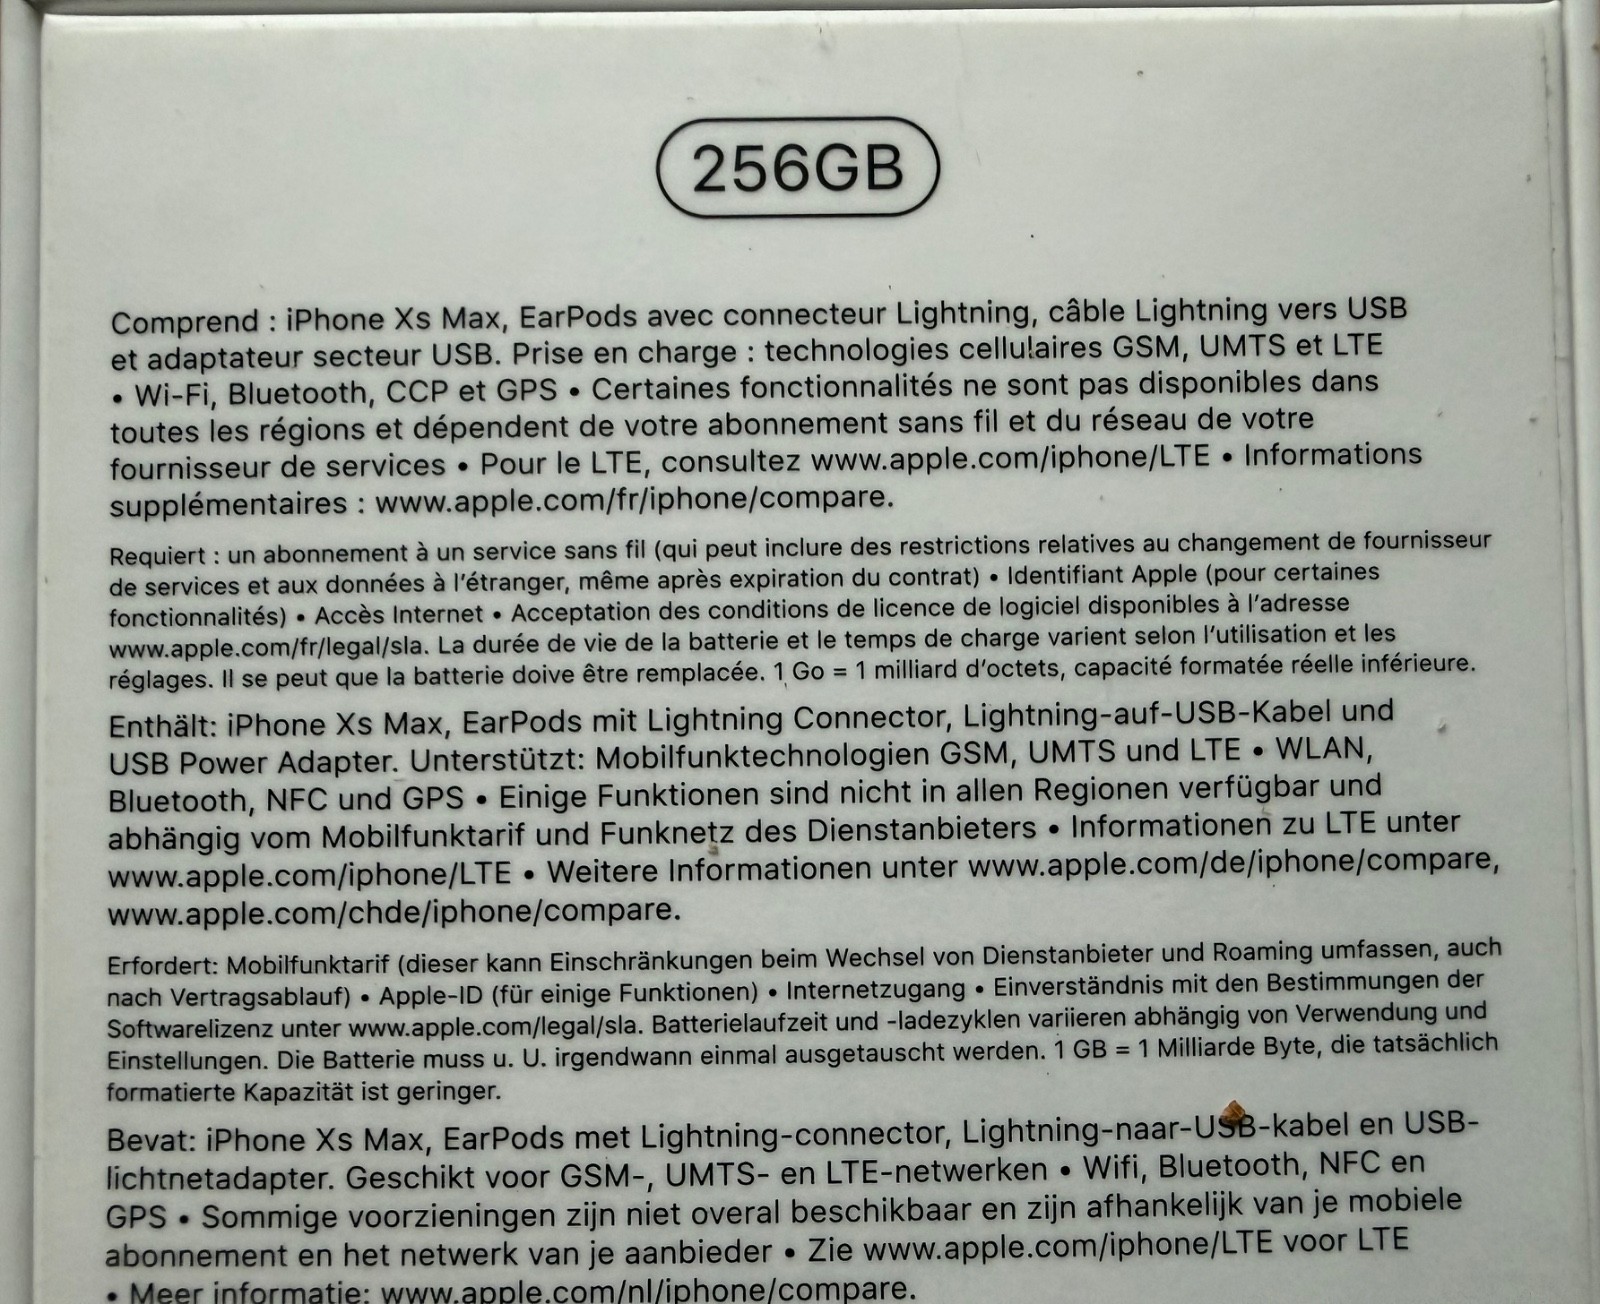 256GB
Comprend : iPhone Xs Max, EarPods avec connecteur Lightning, câble Lightning vers USB
et adaptateur secteur USB. Prise en charge : technologies cellulaires GSM, UMTS et LTE
• Wi-Fi, Bluetooth, CCP et GPS • Certaines fonctionnalités ne sont pas disponibles dans
toutes les régions et dépendent de votre abonnement sans fil et du réseau de votre
fournisseur de services • Pour le LTE, consultez www.apple.com/iphone/LTE • Informations
supplémentaires : www.apple.com/fr/iphone/compare.
Requiert : un abonnement à un service sans fil (qui peut inclure des restrictions relatives au changement de fournisseur
de services et aux données à l'étranger, même après expiration du contrat) • Identifiant Apple (pour certaines
fonctionnalités) • Accès Internet • Acceptation des conditions de licence de logiciel disponibles à l'adresse
www.apple.com/fr/legal/sla. La durée de vie de la batterie et le temps de charge varient selon l'utilisation et les
réglages. Il se peut que la batterie doive être remplacée. 1 Go = 1 milliard d'octets, capacité formatée réelle inférieure.
Enthält: iPhone Xs Max, EarPods mit Lightning Connector, Lightning-auf-USB-Kabel und
USB Power Adapter. Unterstützt: Mobilfunktechnologien GSM, UMTS und LTE • WLAN,
Bluetooth, NFC und GPS • Einige Funktionen sind nicht in allen Regionen verfügbar und
abhängig vom Mobilfunktarif und Funknetz des Dienstanbieters • Informationen zu LTE unter
www.apple.com/iphone/LTE • Weitere Informationen unter www.apple.com/de/iphone/compare,
www.apple.com/chde/iphone/compare.
Erfordert: Mobilfunktarif (dieser kann Einschränkungen beim Wechsel von Dienstanbieter und Roaming umfassen, auch
nach Vertragsablauf) • Apple-ID (für einige Funktionen) • Internetzugang • Einverständnis mit den Bestimmungen der
Softwarelizenz unter www.apple.com/legal/sla. Batterielaufzeit und -ladezyklen variieren abhängig von Verwendung und
Einstellungen. Die Batterie muss u. U. irgendwann einmal ausgetauscht werden. 1 GB = 1 Milliarde Byte, die tatsächlich
formatierte Kapazität ist geringer.
Bevat: iPhone Xs Max, EarPods met Lightning-connector, Lightning-naar-USB-kabel en USB-
lichtnetadapter. Geschikt voor GSM-, UMTS- en LTE-netwerken • Wifi, Bluetooth, NFC en
GPS • Sommige voorzieningen zijn niet overal beschikbaar en zijn afhankelijk van je mobiele
abonnement en het netwerk van je aanbieder • Zie www.apple.com/iphone/LTE voor LTE
• Meer informatie: www.apple.com/nl/iphone/compare.